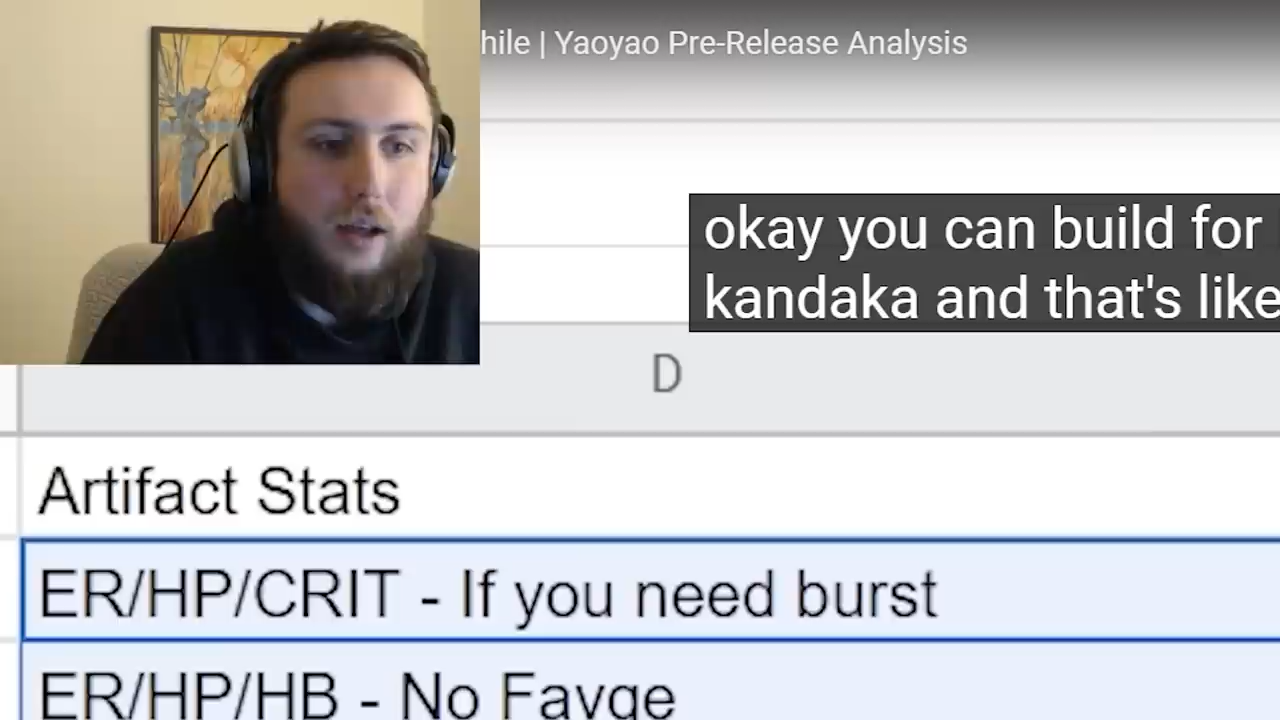 hile | Yaoyao Pre-Release Analysis
okay you can build for
kandaka and that's like
D
Artifact Stats
ER/HP/CRIT - If you need burst
ER/HP/HB - No Favge